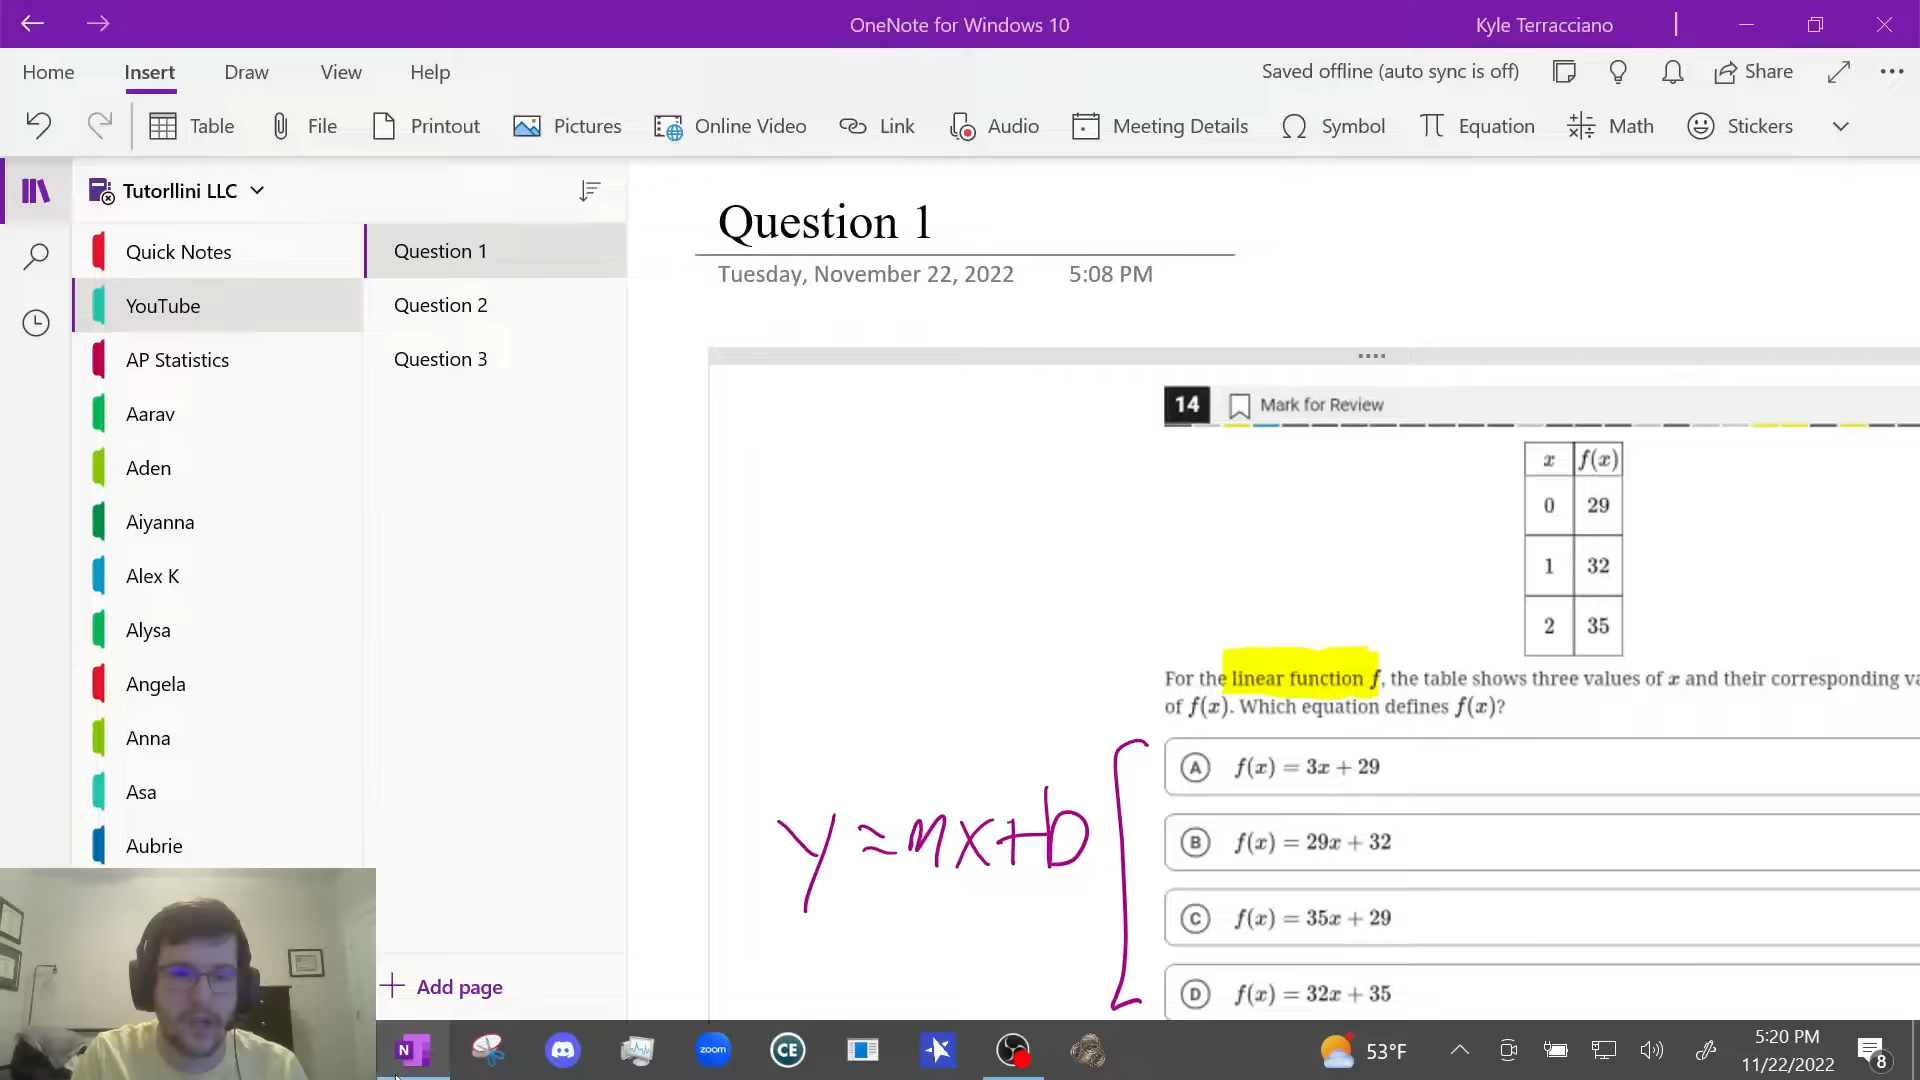 OneNote for Windows 10
Kyle Terracciano
Home Insert Draw View Help
Saved offline (auto sync is off)
Share
Table File Printout Pictures Online Video Link Audio Meeting Details Symbol Equation Math Stickers
Tutorllini LLC
Quick Notes
YouTube
AP Statistics
Aarav
Aden
Aiyanna
Alex K
Alysa
Angela
Anna
Asa
Aubrie
Question 1
Question 2
Question 3
Add page
Question 1
Tuesday, November 22, 2022 5:08 PM
14 Mark for Review
x f(x)
0 29
1 32
2 35
For the linear function f, the table shows three values of x and their corresponding va
of f(x). Which equation defines f(x)?
y = mx+b
A f(x) = 3x + 29
B f(x) = 29x + 32
C f(x) = 35x + 29
D f(x) = 32x + 35
N
zoom
CE
53°F
5:20 PM
11/22/2022
8